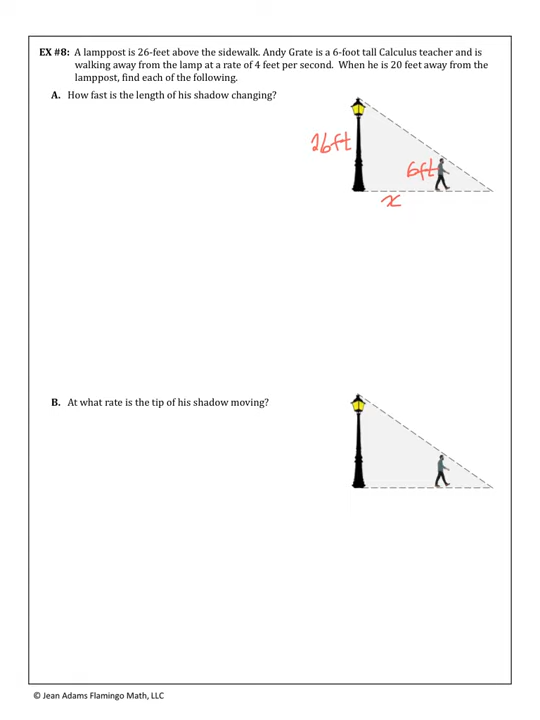 EX #8: A lamppost is 26-feet above the sidewalk. Andy Grate is a 6-foot tall Calculus teacher and is
walking away from the lamp at a rate of 4 feet per second. When he is 20 feet away from the
lamppost, find each of the following.
A. How fast is the length of his shadow changing?
26ft
6ft
x
B. At what rate is the tip of his shadow moving?
© Jean Adams Flamingo Math, LLC